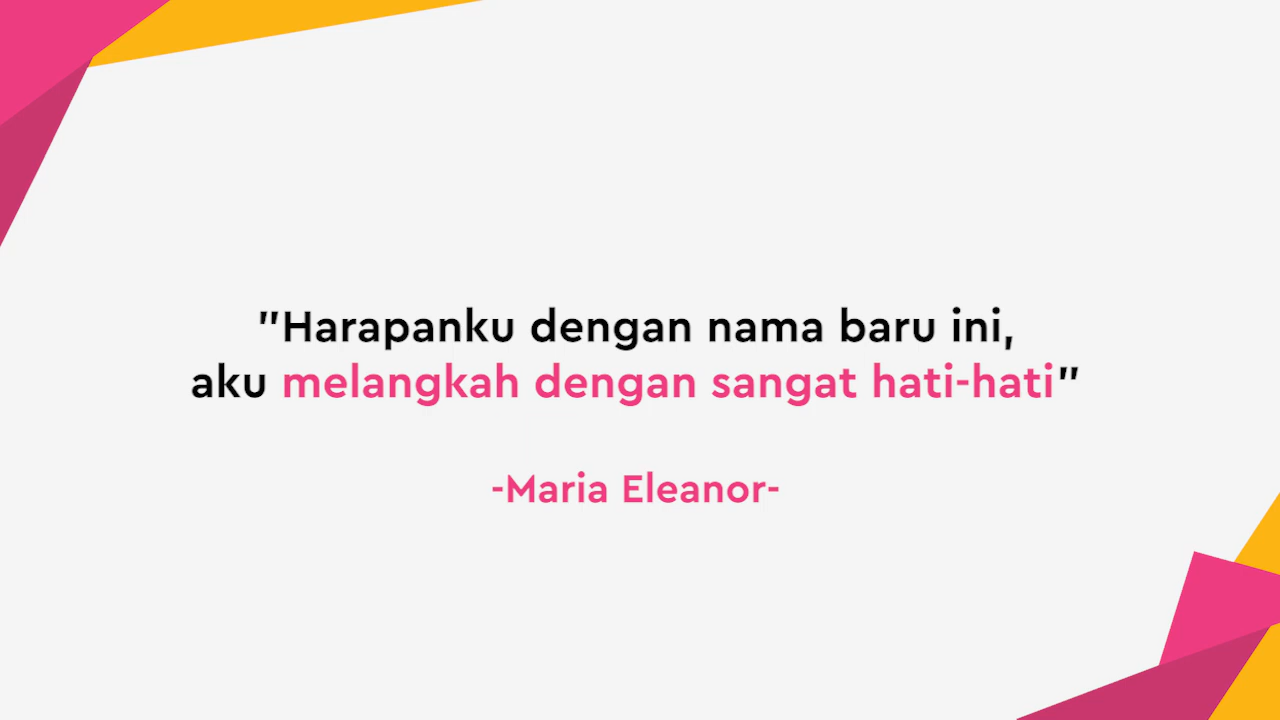 "Harapanku dengan nama baru ini,
aku melangkah dengan sangat hati-hati"
-Maria Eleanor-